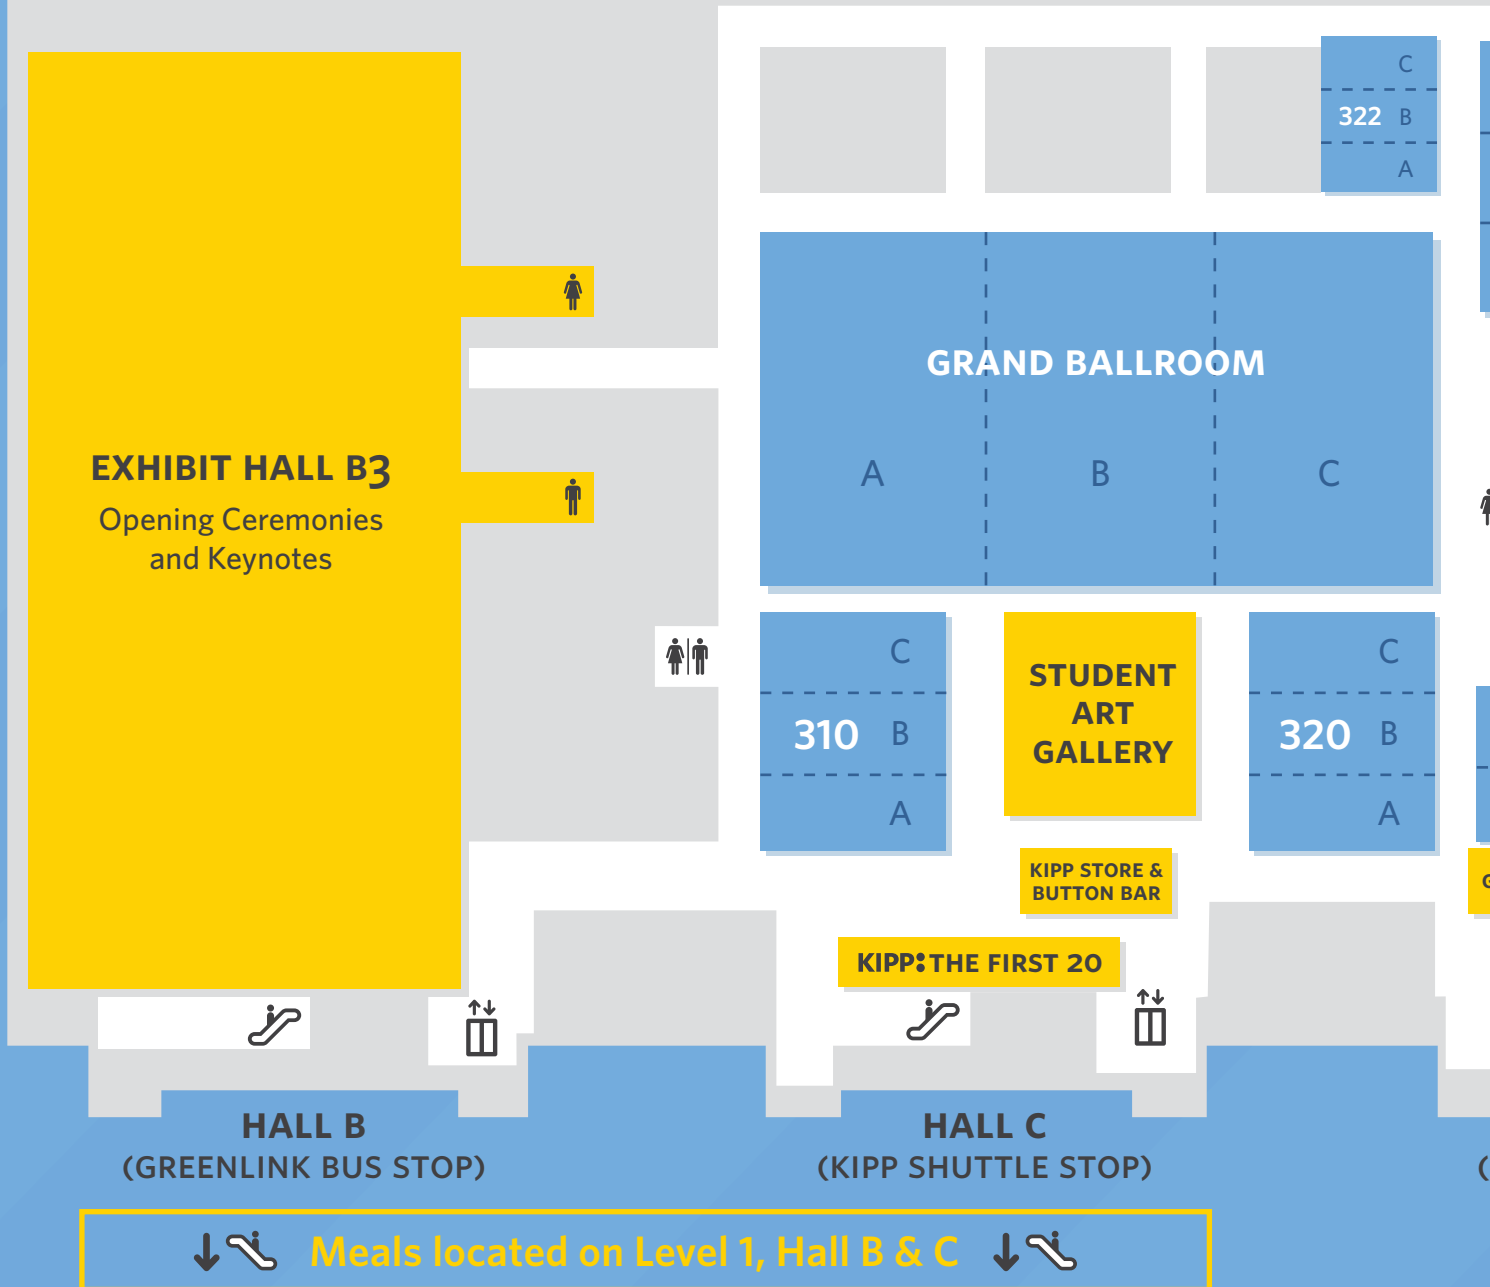 C
322 B
A
GRAND BALLROOM
A B C
EXHIBIT HALL B3
Opening Ceremonies
and Keynotes
C
310 B
A
STUDENT
ART
GALLERY
C
320 B
A
KIPP STORE &
BUTTON BAR
KIPP: THE FIRST 20
HALL B
(GREENLINK BUS STOP)
HALL C
(KIPP SHUTTLE STOP)
Meals located on Level 1, Hall B & C